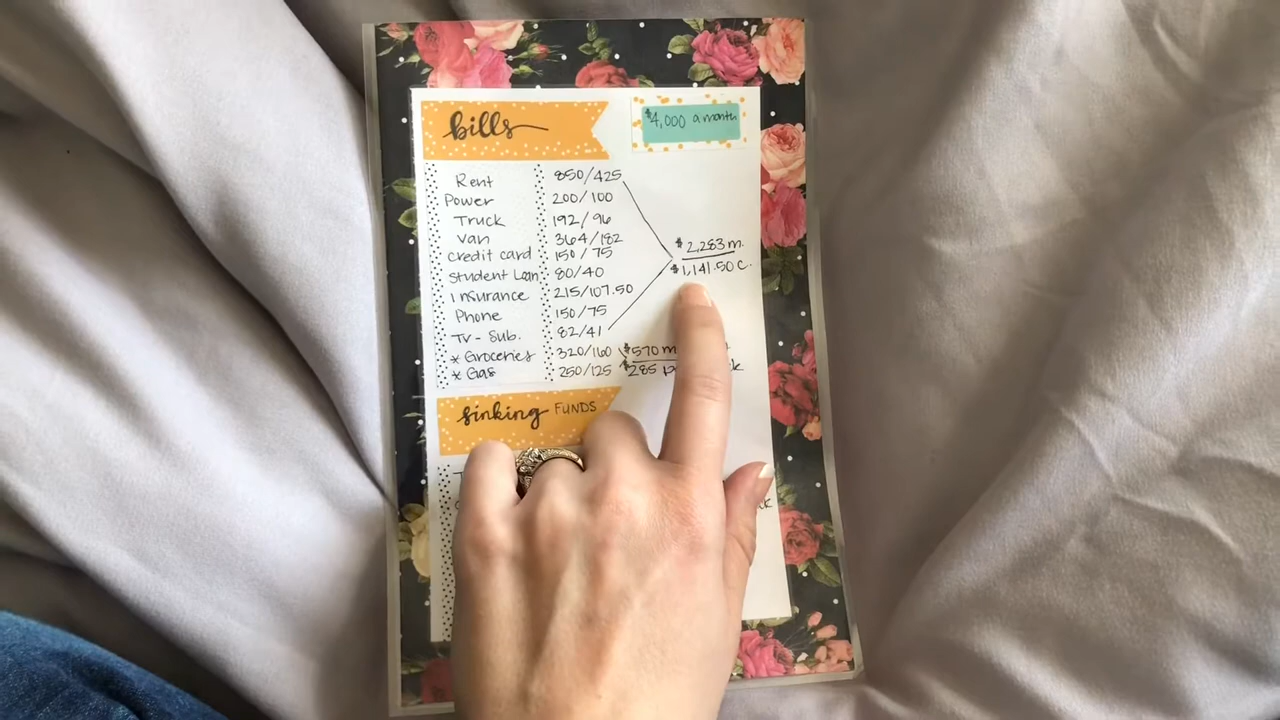 bills
$4,000 a month
Rent 850/425
Power 200/100
Truck 192/96
Van 364/182
credit card 150/75
Student Loan 80/40
Insurance 215/107.50
Phone 150/75
TV - Sub. 82/41
$2,283 m.
$1,141.50 C.
* Groceries 320/160
* Gas 250/125
$570 m
$285
sinking FUNDS